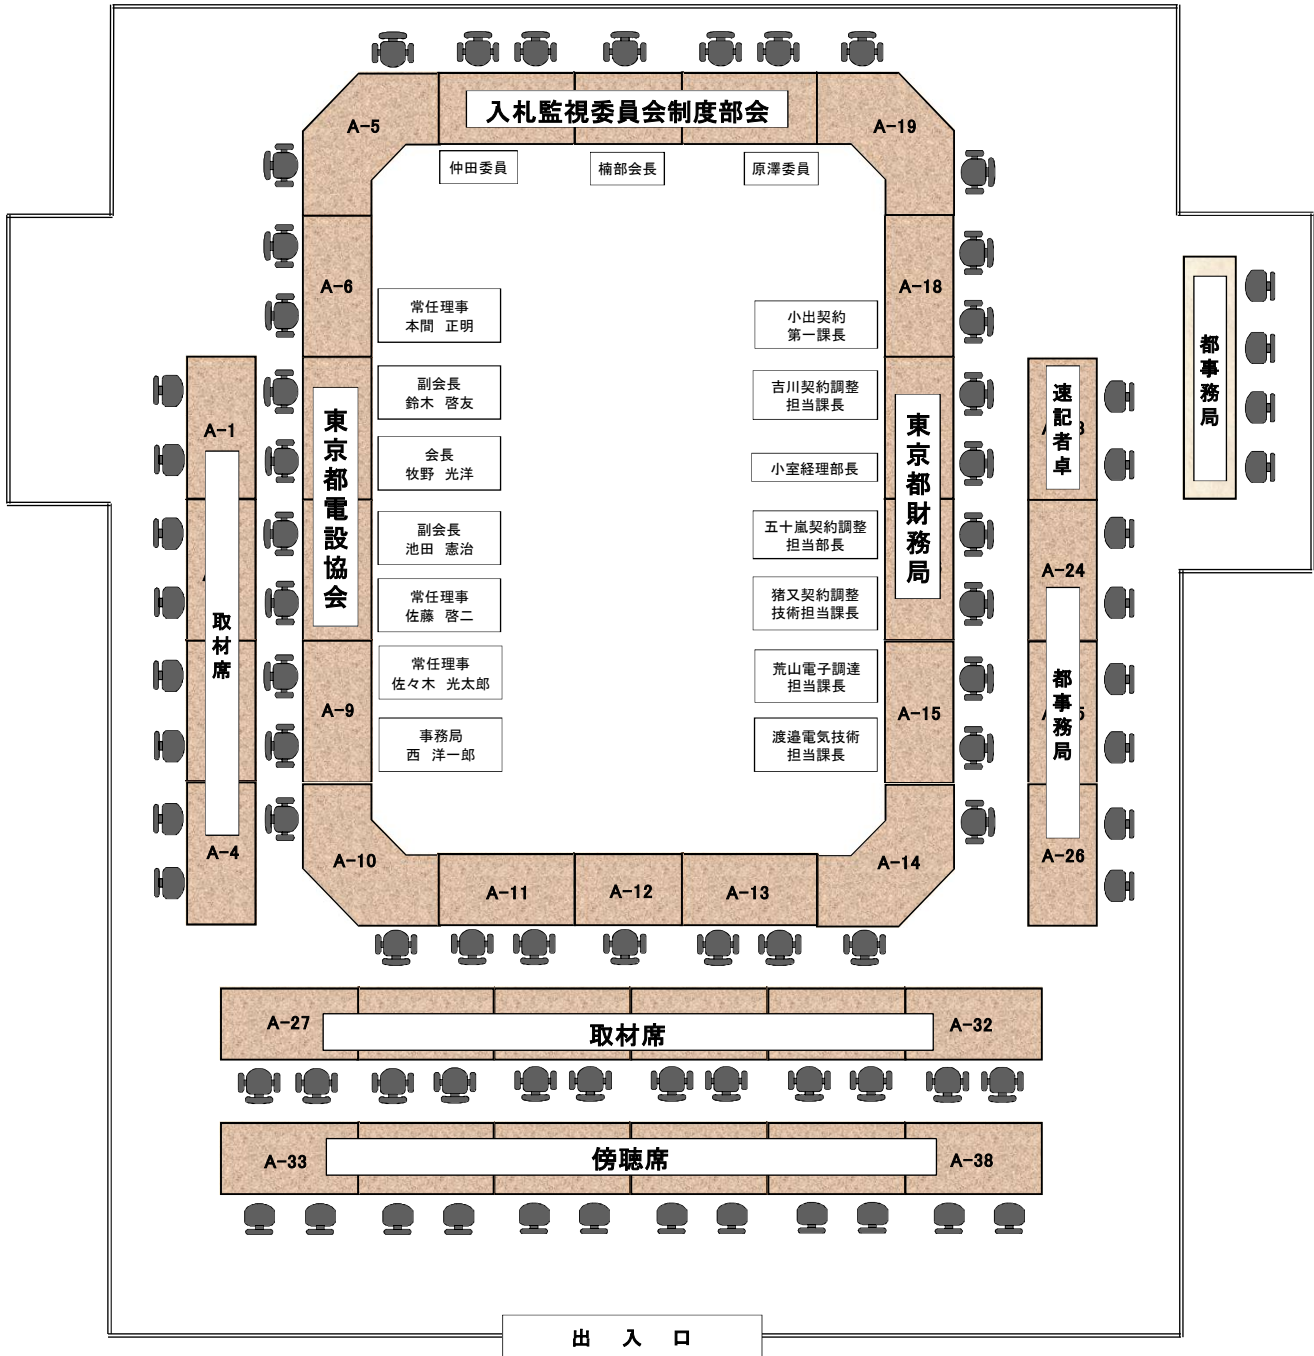 入札監視委員会制度部会
A-5
A-19
仲田委員
楠部会長
原澤委員
A-6
A-18
常任理事
本間 正明
小出契約
第一課長
副会長
鈴木 啓友
吉川契約調整
担当課長
会長
牧野 光洋
小室経理部長
副会長
池田 憲治
五十嵐契約調整
担当部長
常任理事
佐藤 啓二
猪又契約調整
技術担当課長
常任理事
佐々木 光太郎
荒山電子調達
担当課長
事務局
西 洋一郎
渡邉電気技術
担当課長
東京都電設協会
東京都財務局
A-1
取材席
A-4
速記者卓
A-24
都事務局
A-26
都事務局
A-9
A-15
A-10
A-14
A-11
A-12
A-13
A-27
取材席
A-32
A-33
傍聴席
A-38
出 入 口